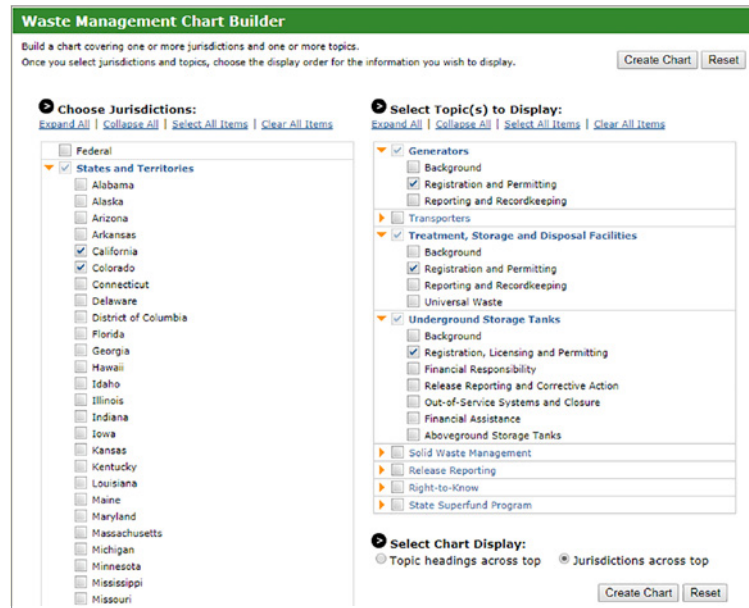 Waste Management Chart Builder
Build a chart covering one or more jurisdictions and one or more topics.
Once you select jurisdictions and topics, choose the display order for the information you wish to display.
Create Chart Reset
Choose Jurisdictions:
Expand All | Collapse All | Select All Items | Clear All Items
Federal
States and Territories
Alabama
Alaska
Arizona
Arkansas
California
Colorado
Connecticut
Delaware
District of Columbia
Florida
Georgia
Hawaii
Idaho
Illinois
Indiana
Iowa
Kansas
Kentucky
Louisiana
Maine
Maryland
Massachusetts
Michigan
Minnesota
Mississippi
Missouri
Select Topic(s) to Display:
Expand All | Collapse All | Select All Items | Clear All Items
Generators
Background
Registration and Permitting
Reporting and Recordkeeping
Transporters
Treatment, Storage and Disposal Facilities
Background
Registration and Permitting
Reporting and Recordkeeping
Universal Waste
Underground Storage Tanks
Background
Registration, Licensing and Permitting
Financial Responsibility
Release Reporting and Corrective Action
Out-of-Service Systems and Closure
Financial Assistance
Aboveground Storage Tanks
Solid Waste Management
Release Reporting
Right-to-Know
State Superfund Program
Select Chart Display:
Topic headings across top Jurisdictions across top
Create Chart Reset